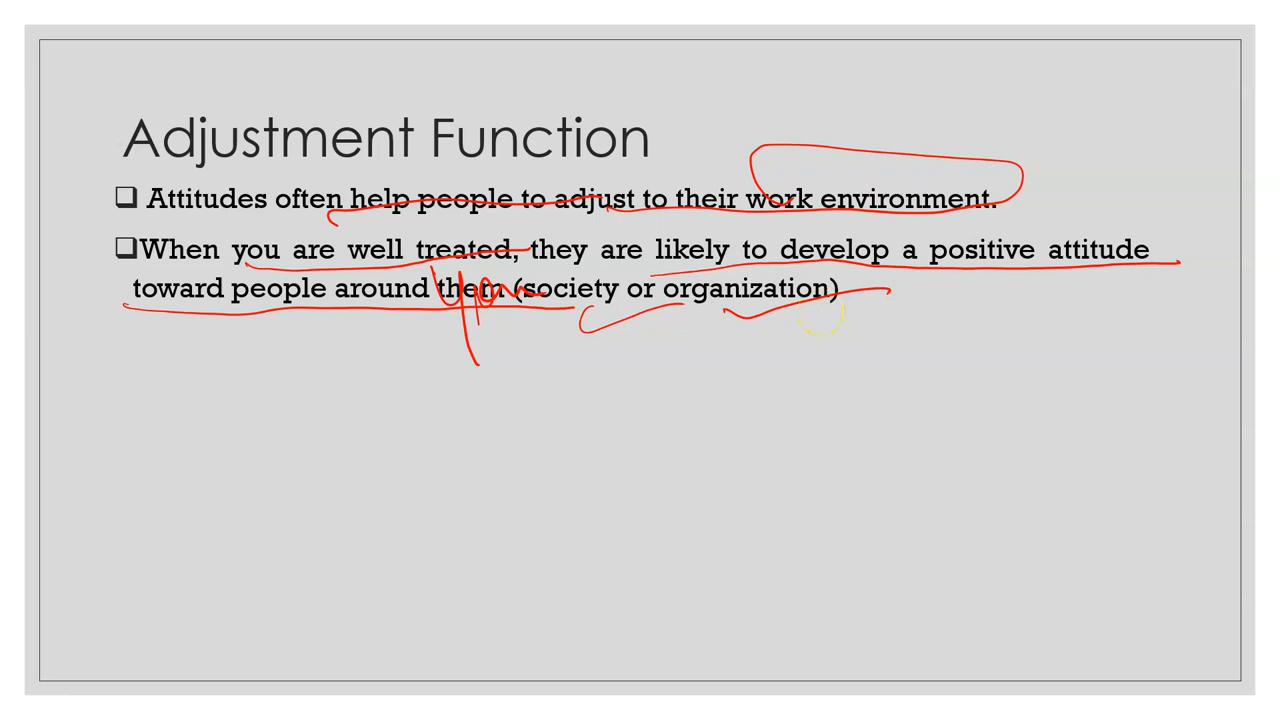 Adjustment Function
Attitudes often help people to adjust to their work environment.
When you are well treated, they are likely to develop a positive attitude
toward people around them (society or organization)